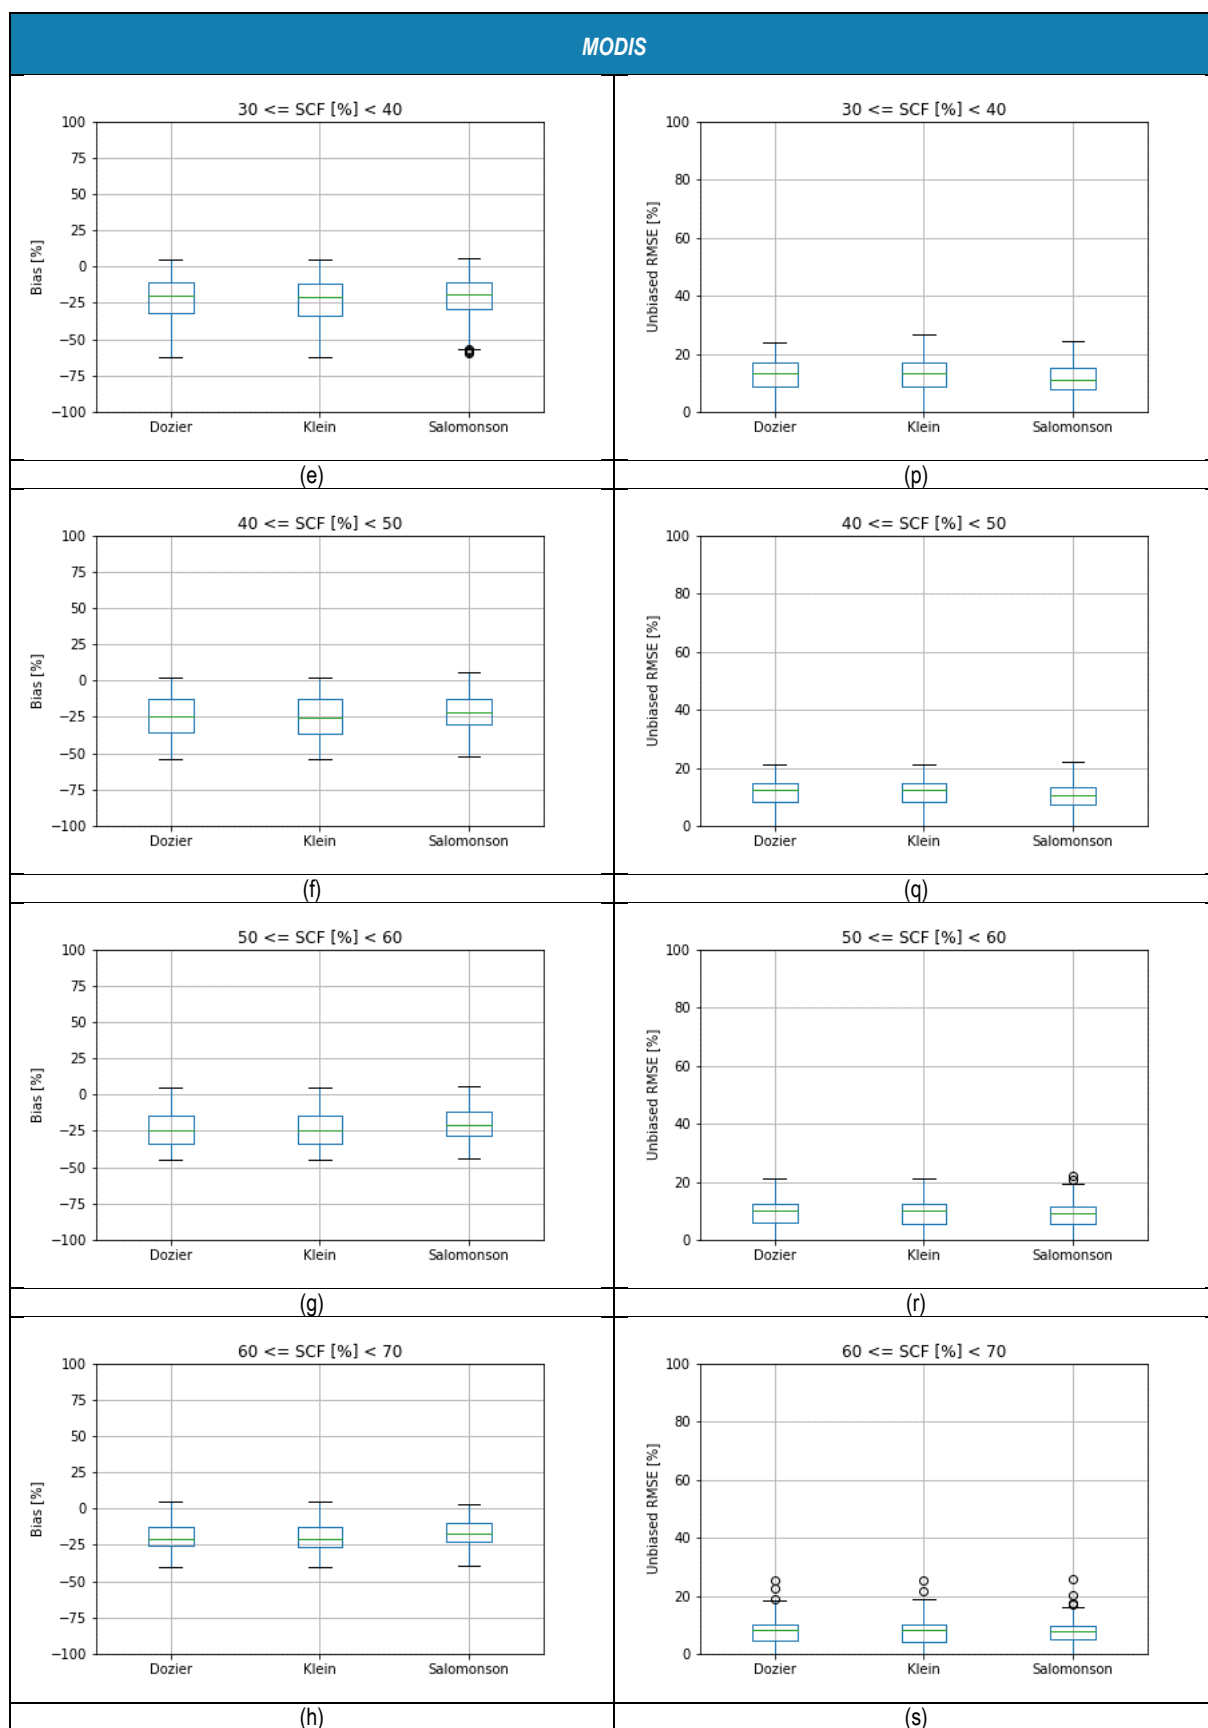 MODIS
30 <= SCF [%] < 40
100
75
50
25
0
−25
−50
−75
−100
Bias [%]
Dozier Klein Salomonson
(e)
30 <= SCF [%] < 40
100
80
60
40
20
0
Unbiased RMSE [%]
Dozier Klein Salomonson
(p)
40 <= SCF [%] < 50
100
75
50
25
0
−25
−50
−75
−100
Bias [%]
Dozier Klein Salomonson
(f)
40 <= SCF [%] < 50
100
80
60
40
20
0
Unbiased RMSE [%]
Dozier Klein Salomonson
(q)
50 <= SCF [%] < 60
100
75
50
25
0
−25
−50
−75
−100
Bias [%]
Dozier Klein Salomonson
(g)
50 <= SCF [%] < 60
100
80
60
40
20
0
Unbiased RMSE [%]
Dozier Klein Salomonson
(r)
60 <= SCF [%] < 70
100
75
50
25
0
−25
−50
−75
−100
Bias [%]
Dozier Klein Salomonson
(h)
60 <= SCF [%] < 70
100
80
60
40
20
0
Unbiased RMSE [%]
Dozier Klein Salomonson
(s)